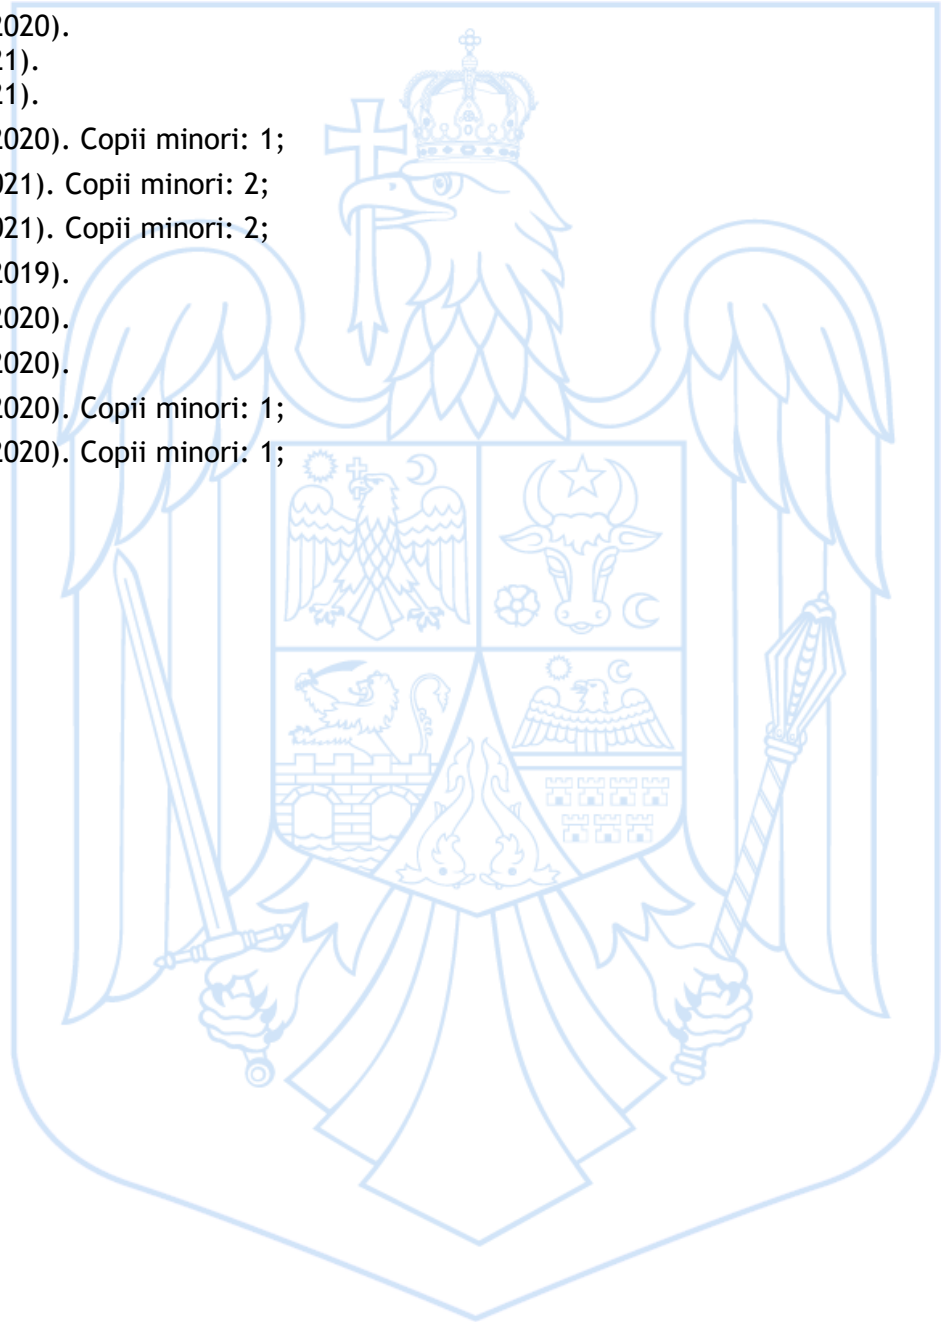 2020).
21).
21).
2020). Copii minori: 1;
021). Copii minori: 2;
021). Copii minori: 2;
2019).
2020).
2020).
2020). Copii minori: 1;
2020). Copii minori: 1;